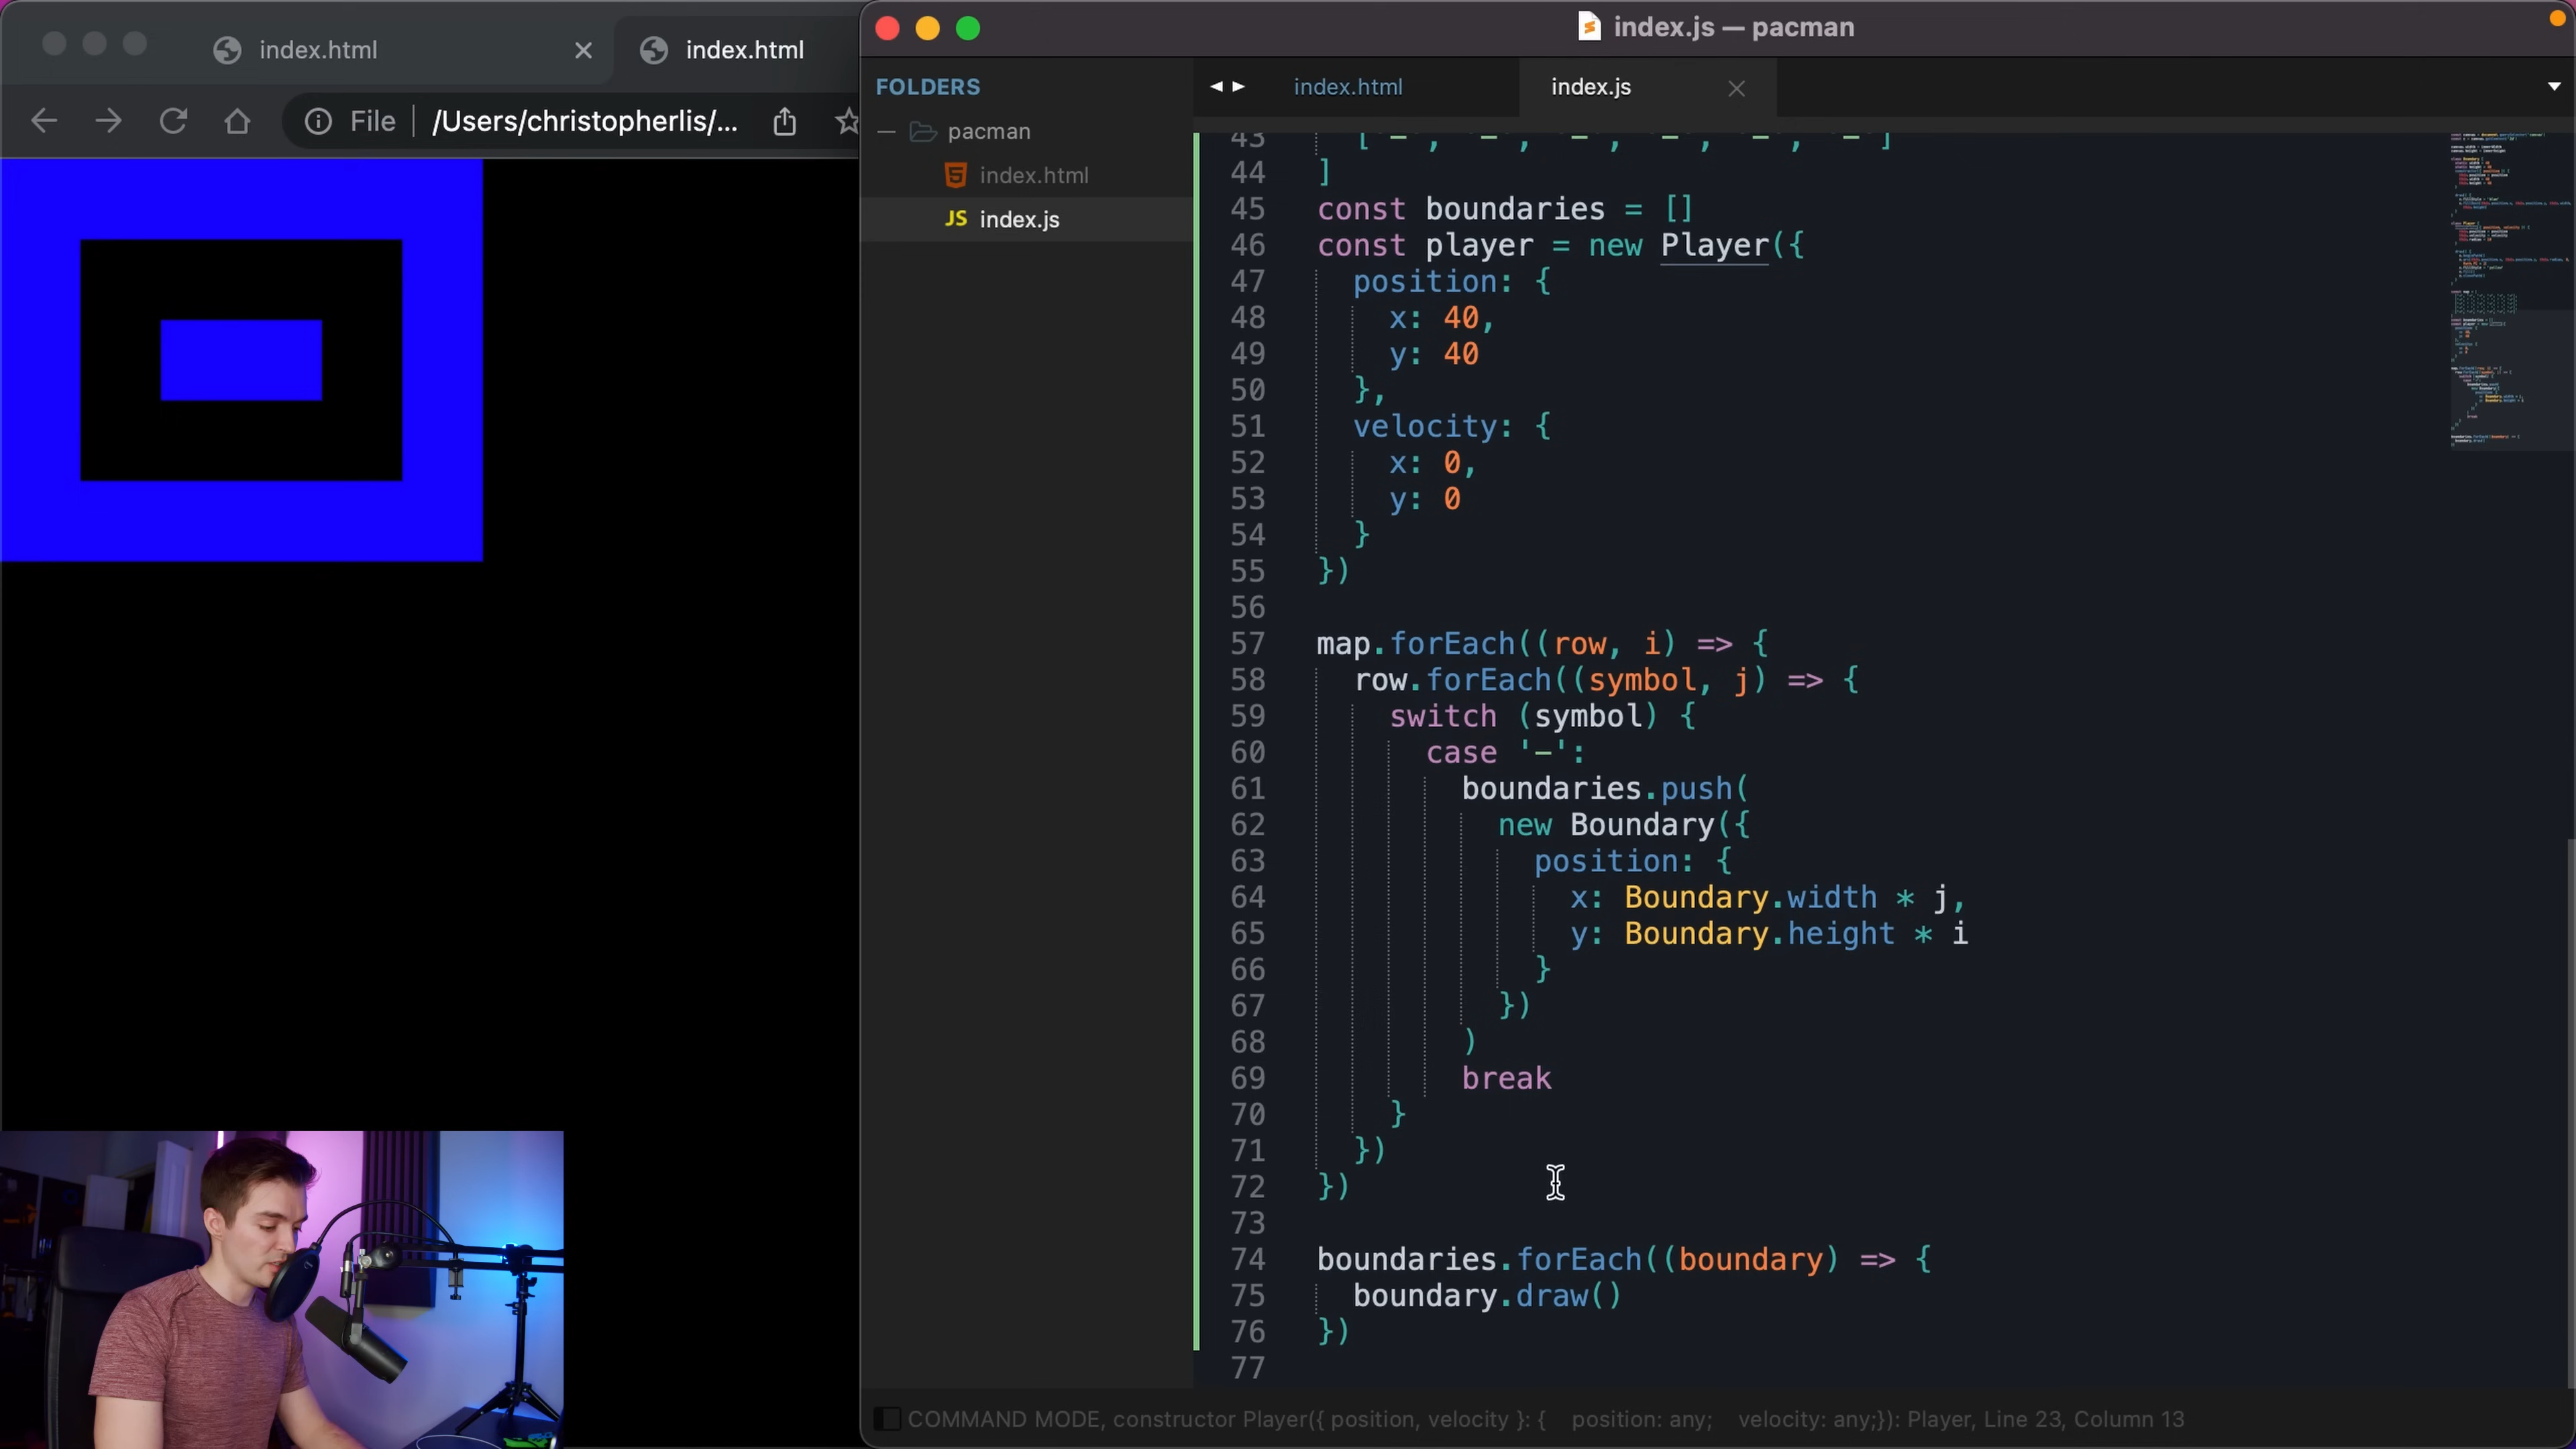 index.html
index.html
File
/Users/christopherlis/...
index.js — pacman
FOLDERS
pacman
index.html
index.js
index.html
index.js
43 ['-', '-', '-', '-', '-', '-']
44 ]
45 const boundaries = []
46 const player = new Player({
47 position: {
48 x: 40,
49 y: 40
50 },
51 velocity: {
52 x: 0,
53 y: 0
54 }
55 })
56
57 map.forEach((row, i) => {
58 row.forEach((symbol, j) => {
59 switch (symbol) {
60 case '-':
61 boundaries.push(
62 new Boundary({
63 position: {
64 x: Boundary.width * j,
65 y: Boundary.height * i
66 }
67 })
68 )
69 break
70 }
71 })
72 })
73
74 boundaries.forEach((boundary) => {
75 boundary.draw()
76 })
77
COMMAND MODE, constructor Player({ position, velocity }: { position: any; velocity: any;}): Player, Line 23, Column 13